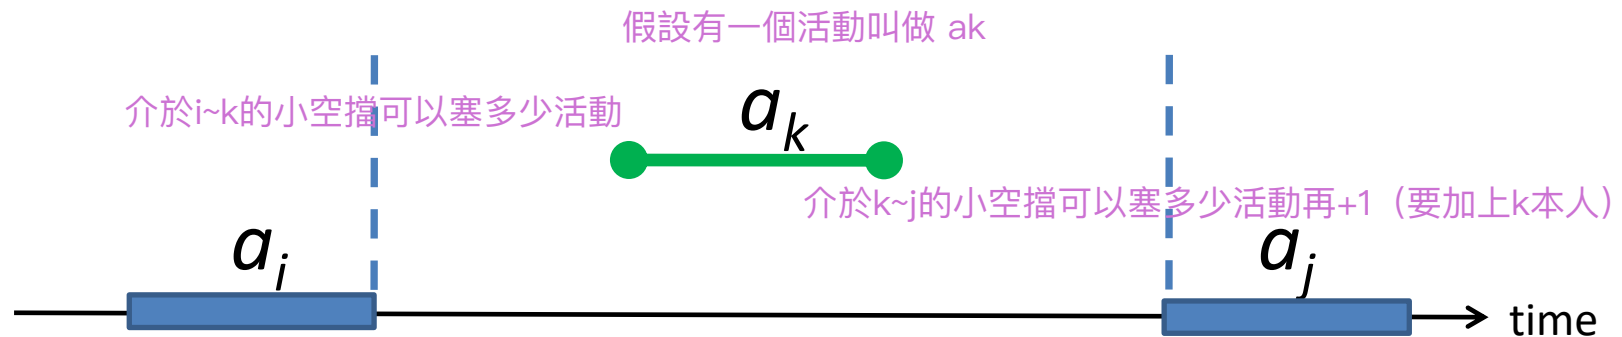 假設有一個活動叫做 ak
介於i~k的小空擋可以塞多少活動
ak
介於k~j的小空擋可以塞多少活動再+1（要加上k本人）
ai
aj
time